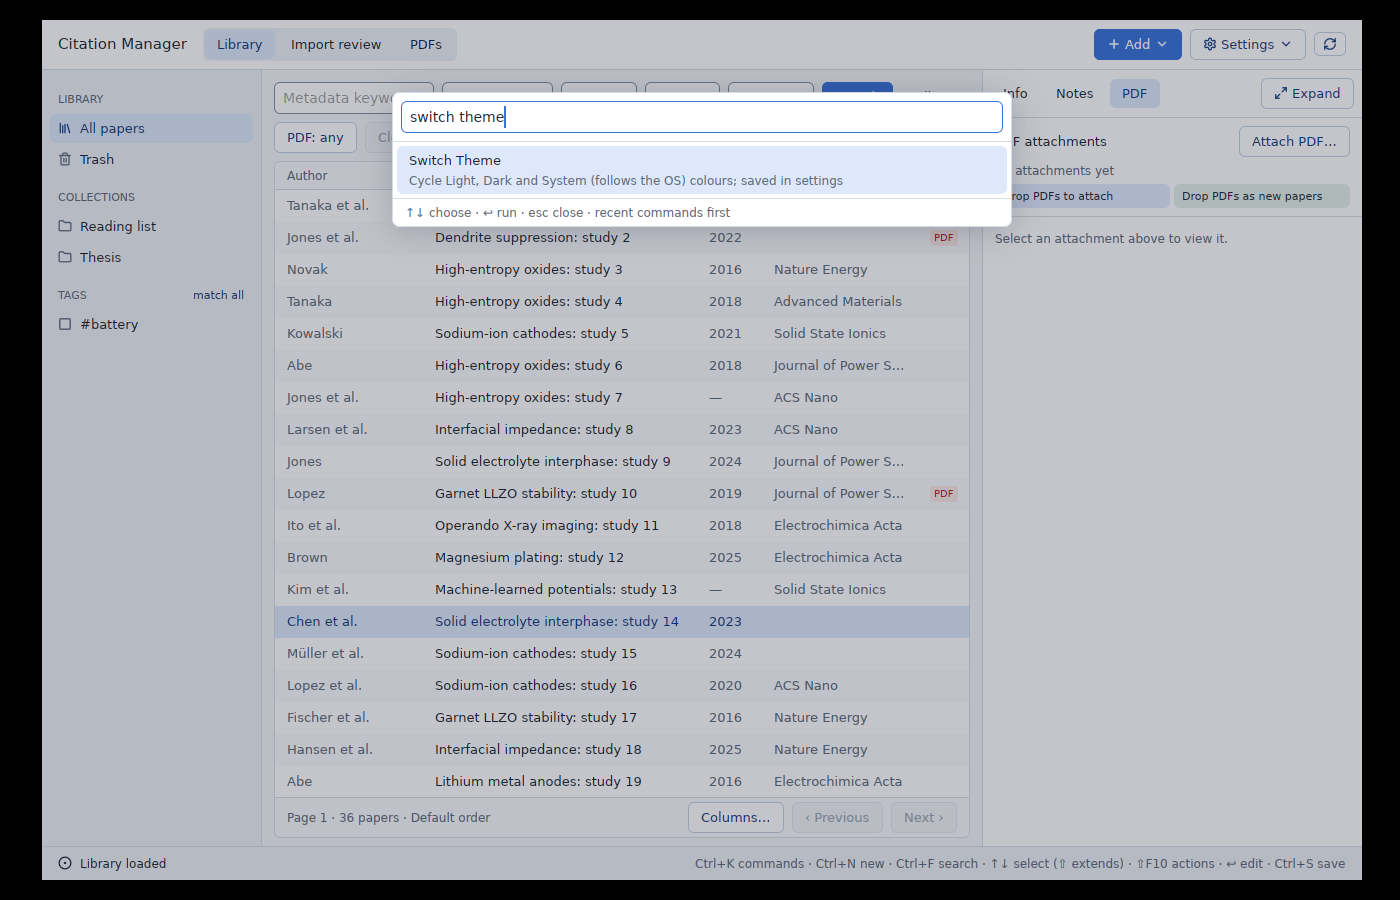 Citation Manager
Library
Import review
PDFs
Add
Settings
LIBRARY
All papers
Trash
COLLECTIONS
Reading list
Thesis
TAGS
match all
#battery
switch theme
Switch Theme
Cycle Light, Dark and System (follows the OS) colours; saved in settings
↑↓ choose · ↩ run · esc close · recent commands first
Metadata
PDF: any
Author
Tanaka et al.
Jones et al. Dendrite suppression: study 2 2022 PDF
Novak High-entropy oxides: study 3 2016 Nature Energy
Tanaka High-entropy oxides: study 4 2018 Advanced Materials
Kowalski Sodium-ion cathodes: study 5 2021 Solid State Ionics
Abe High-entropy oxides: study 6 2018 Journal of Power S…
Jones et al. High-entropy oxides: study 7 — ACS Nano
Larsen et al. Interfacial impedance: study 8 2023 ACS Nano
Jones Solid electrolyte interphase: study 9 2024 Journal of Power S…
Lopez Garnet LLZO stability: study 10 2019 Journal of Power S… PDF
Ito et al. Operando X-ray imaging: study 11 2018 Electrochimica Acta
Brown Magnesium plating: study 12 2025 Electrochimica Acta
Kim et al. Machine-learned potentials: study 13 — Solid State Ionics
Chen et al. Solid electrolyte interphase: study 14 2023
Müller et al. Sodium-ion cathodes: study 15 2024
Lopez et al. Sodium-ion cathodes: study 16 2020 ACS Nano
Fischer et al. Garnet LLZO stability: study 17 2016 Nature Energy
Hansen et al. Interfacial impedance: study 18 2025 Nature Energy
Abe Lithium metal anodes: study 19 2016 Electrochimica Acta
Page 1 · 36 papers · Default order
Columns…
‹ Previous
Next ›
Notes
PDF
Expand
attachments
Attach PDF…
attachments yet
PDFs to attach
Drop PDFs as new papers
Select an attachment above to view it.
Library loaded
Ctrl+K commands · Ctrl+N new · Ctrl+F search · ↑↓ select (⇧ extends) · ⇧F10 actions · ↩ edit · Ctrl+S save